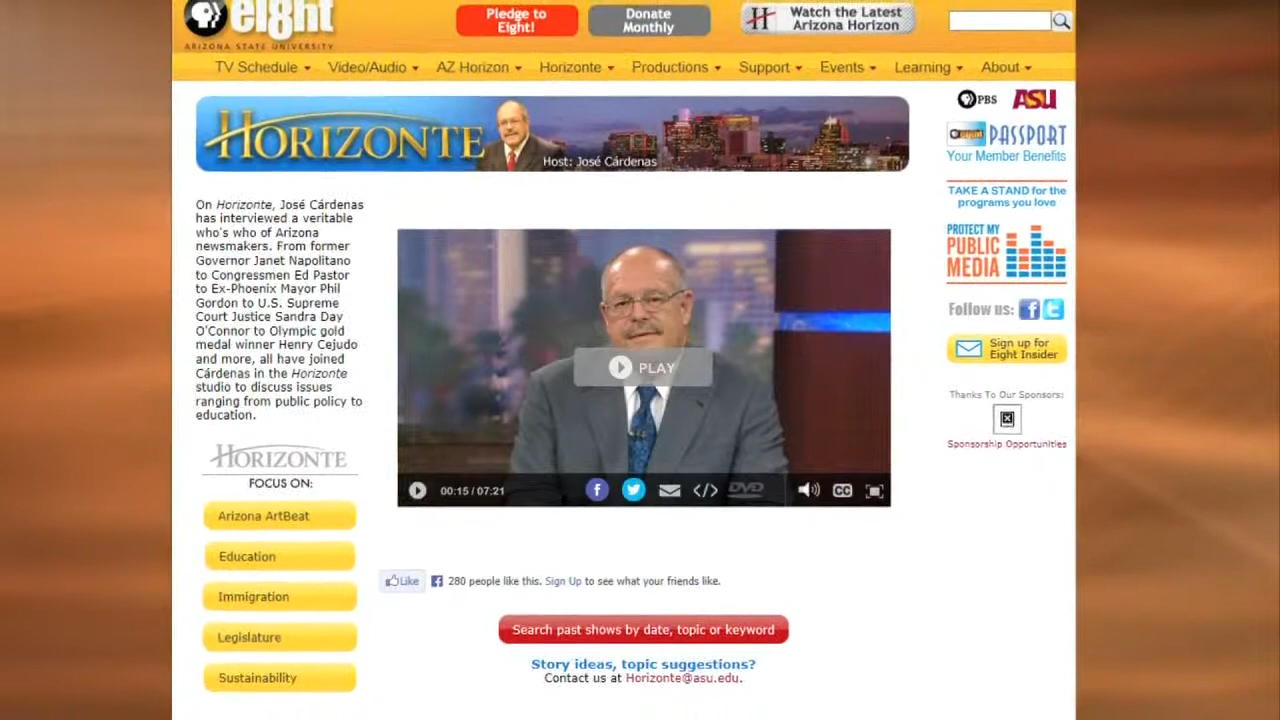 PBS
ei8ht
ARIZONA STATE UNIVERSITY
Pledge to
Eight!
Donate
Monthly
H
Watch the Latest
Arizona Horizon
TV Schedule
Video/Audio
AZ Horizon
Horizonte
Productions
Support
Events
Learning
About
HORIZONTE
Host: José Cárdenas
PBS
ASU
eight
PASSPORT
Your Member Benefits
TAKE A STAND for the
programs you love
PROTECT MY
PUBLIC
MEDIA
Follow us:
f
t
Sign up for
Eight Insider
Thanks To Our Sponsors:
Sponsorship Opportunities
On Horizonte, José Cárdenas
has interviewed a veritable
who's who of Arizona
newsmakers. From former
Governor Janet Napolitano
to Congressmen Ed Pastor
to Ex-Phoenix Mayor Phil
Gordon to U.S. Supreme
Court Justice Sandra Day
O'Connor to Olympic gold
medal winner Henry Cejudo
and more, all have joined
Cárdenas in the Horizonte
studio to discuss issues
ranging from public policy to
education.
HORIZONTE
FOCUS ON:
Arizona ArtBeat
Education
Immigration
Legislature
Sustainability
PLAY
00:15 / 07:21
f
</>
DVD
CC
Like
f
280 people like this. Sign Up to see what your friends like.
Search past shows by date, topic or keyword
Story ideas, topic suggestions?
Contact us at Horizonte@asu.edu.